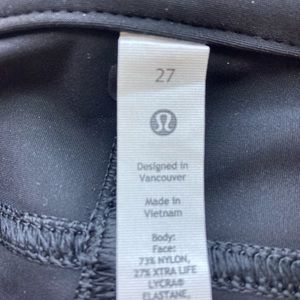 27
Designed in
Vancouver
Made in
Vietnam
Body:
Face:
73% NYLON,
27% XTRA LIFE
LYCRA®
ELASTANE,